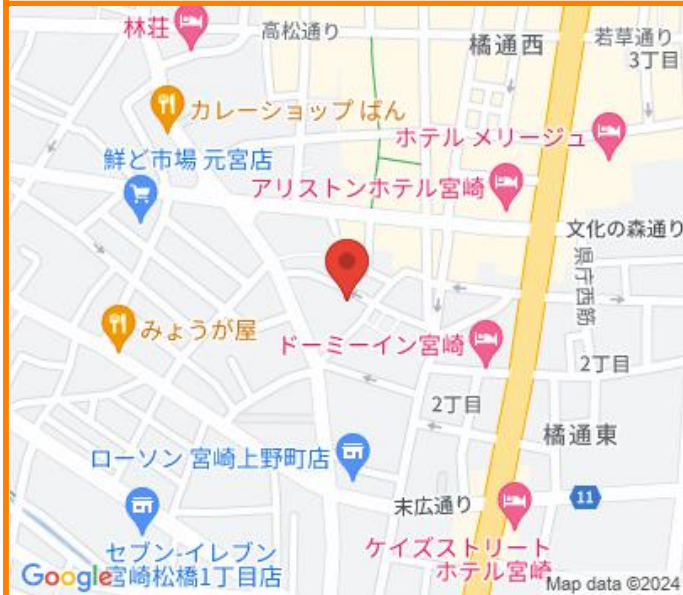 林荘
高松通り
橘通西
若草通り
3丁目
カレーショップ ばん
ホテル メリージュ
鮮ど市場 元宮店
アリストンホテル宮崎
文化の森通り
県庁西筋
みょうが屋
ドーミーイン宮崎
2丁目
2丁目
橘通東
ローソン 宮崎上野町店
末広通り
11
セブン-イレブン
宮崎松橋1丁目店
ケイズストリート
ホテル宮崎
Google
Map data ©2024